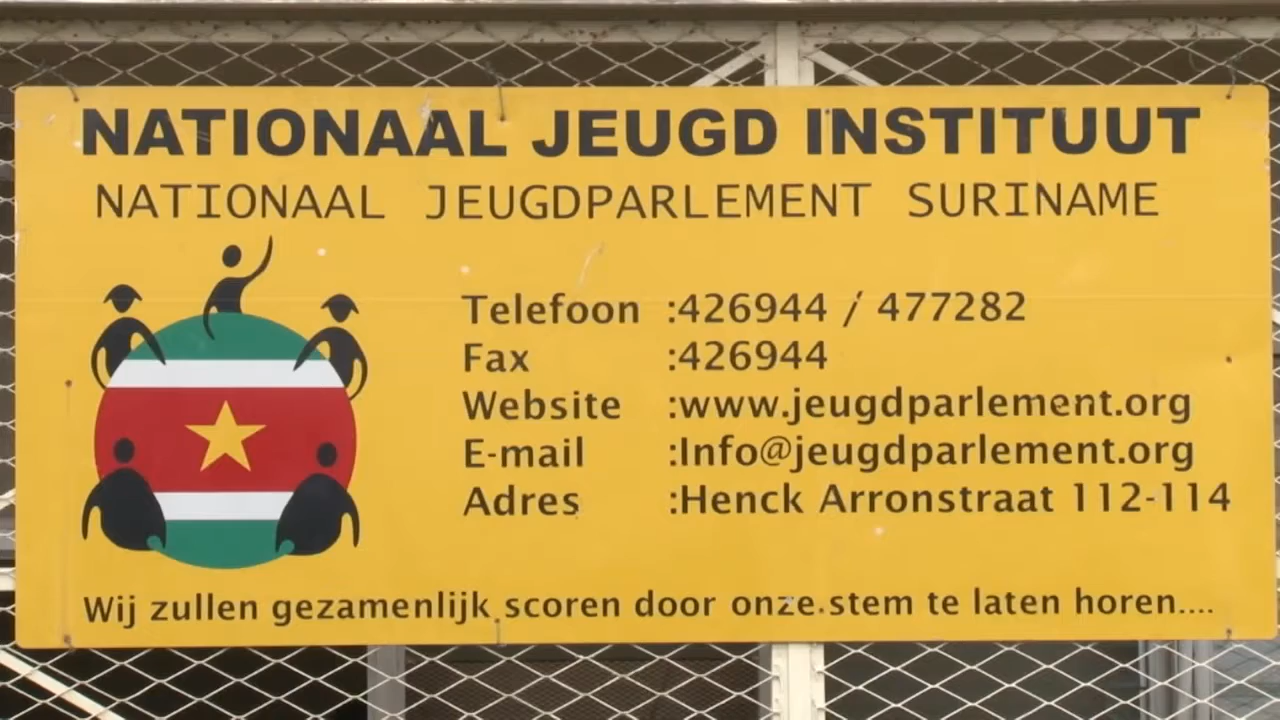 NATIONAAL JEUGD INSTITUUT
NATIONAAL JEUGDPARLEMENT SURINAME
Telefoon :426944 / 477282
Fax :426944
Website :www.jeugdparlement.org
E-mail :Info@jeugdparlement.org
Adres :Henck Arronstraat 112-114
Wij zullen gezamenlijk scoren door onze stem te laten horen....